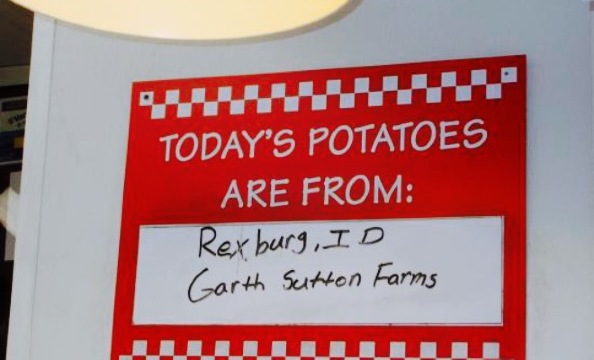 TODAY'S POTATOES
ARE FROM:
Rexburg, ID
Garth Sutton Farms